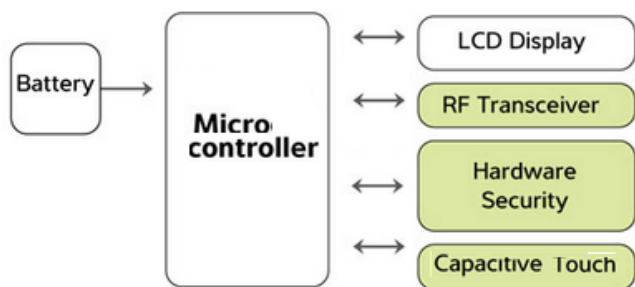 Battery
Micro
controller
LCD Display
RF Transceiver
Hardware
Security
Capacitive Touch